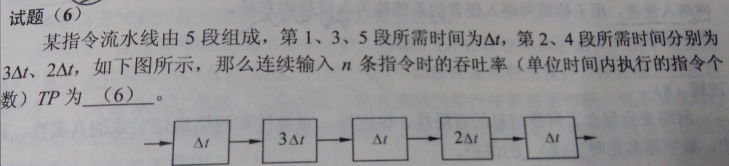 试题（6）
某指令流水线由 5 段组成，第 1、3、5 段所需时间为Δt，第 2、4 段所需时间分别为
3Δt、2Δt，如下图所示，那么连续输入 n 条指令时的吞吐率（单位时间内执行的指令个
数）TP 为 （6） 。
Δt 3Δt Δt 2Δt Δt